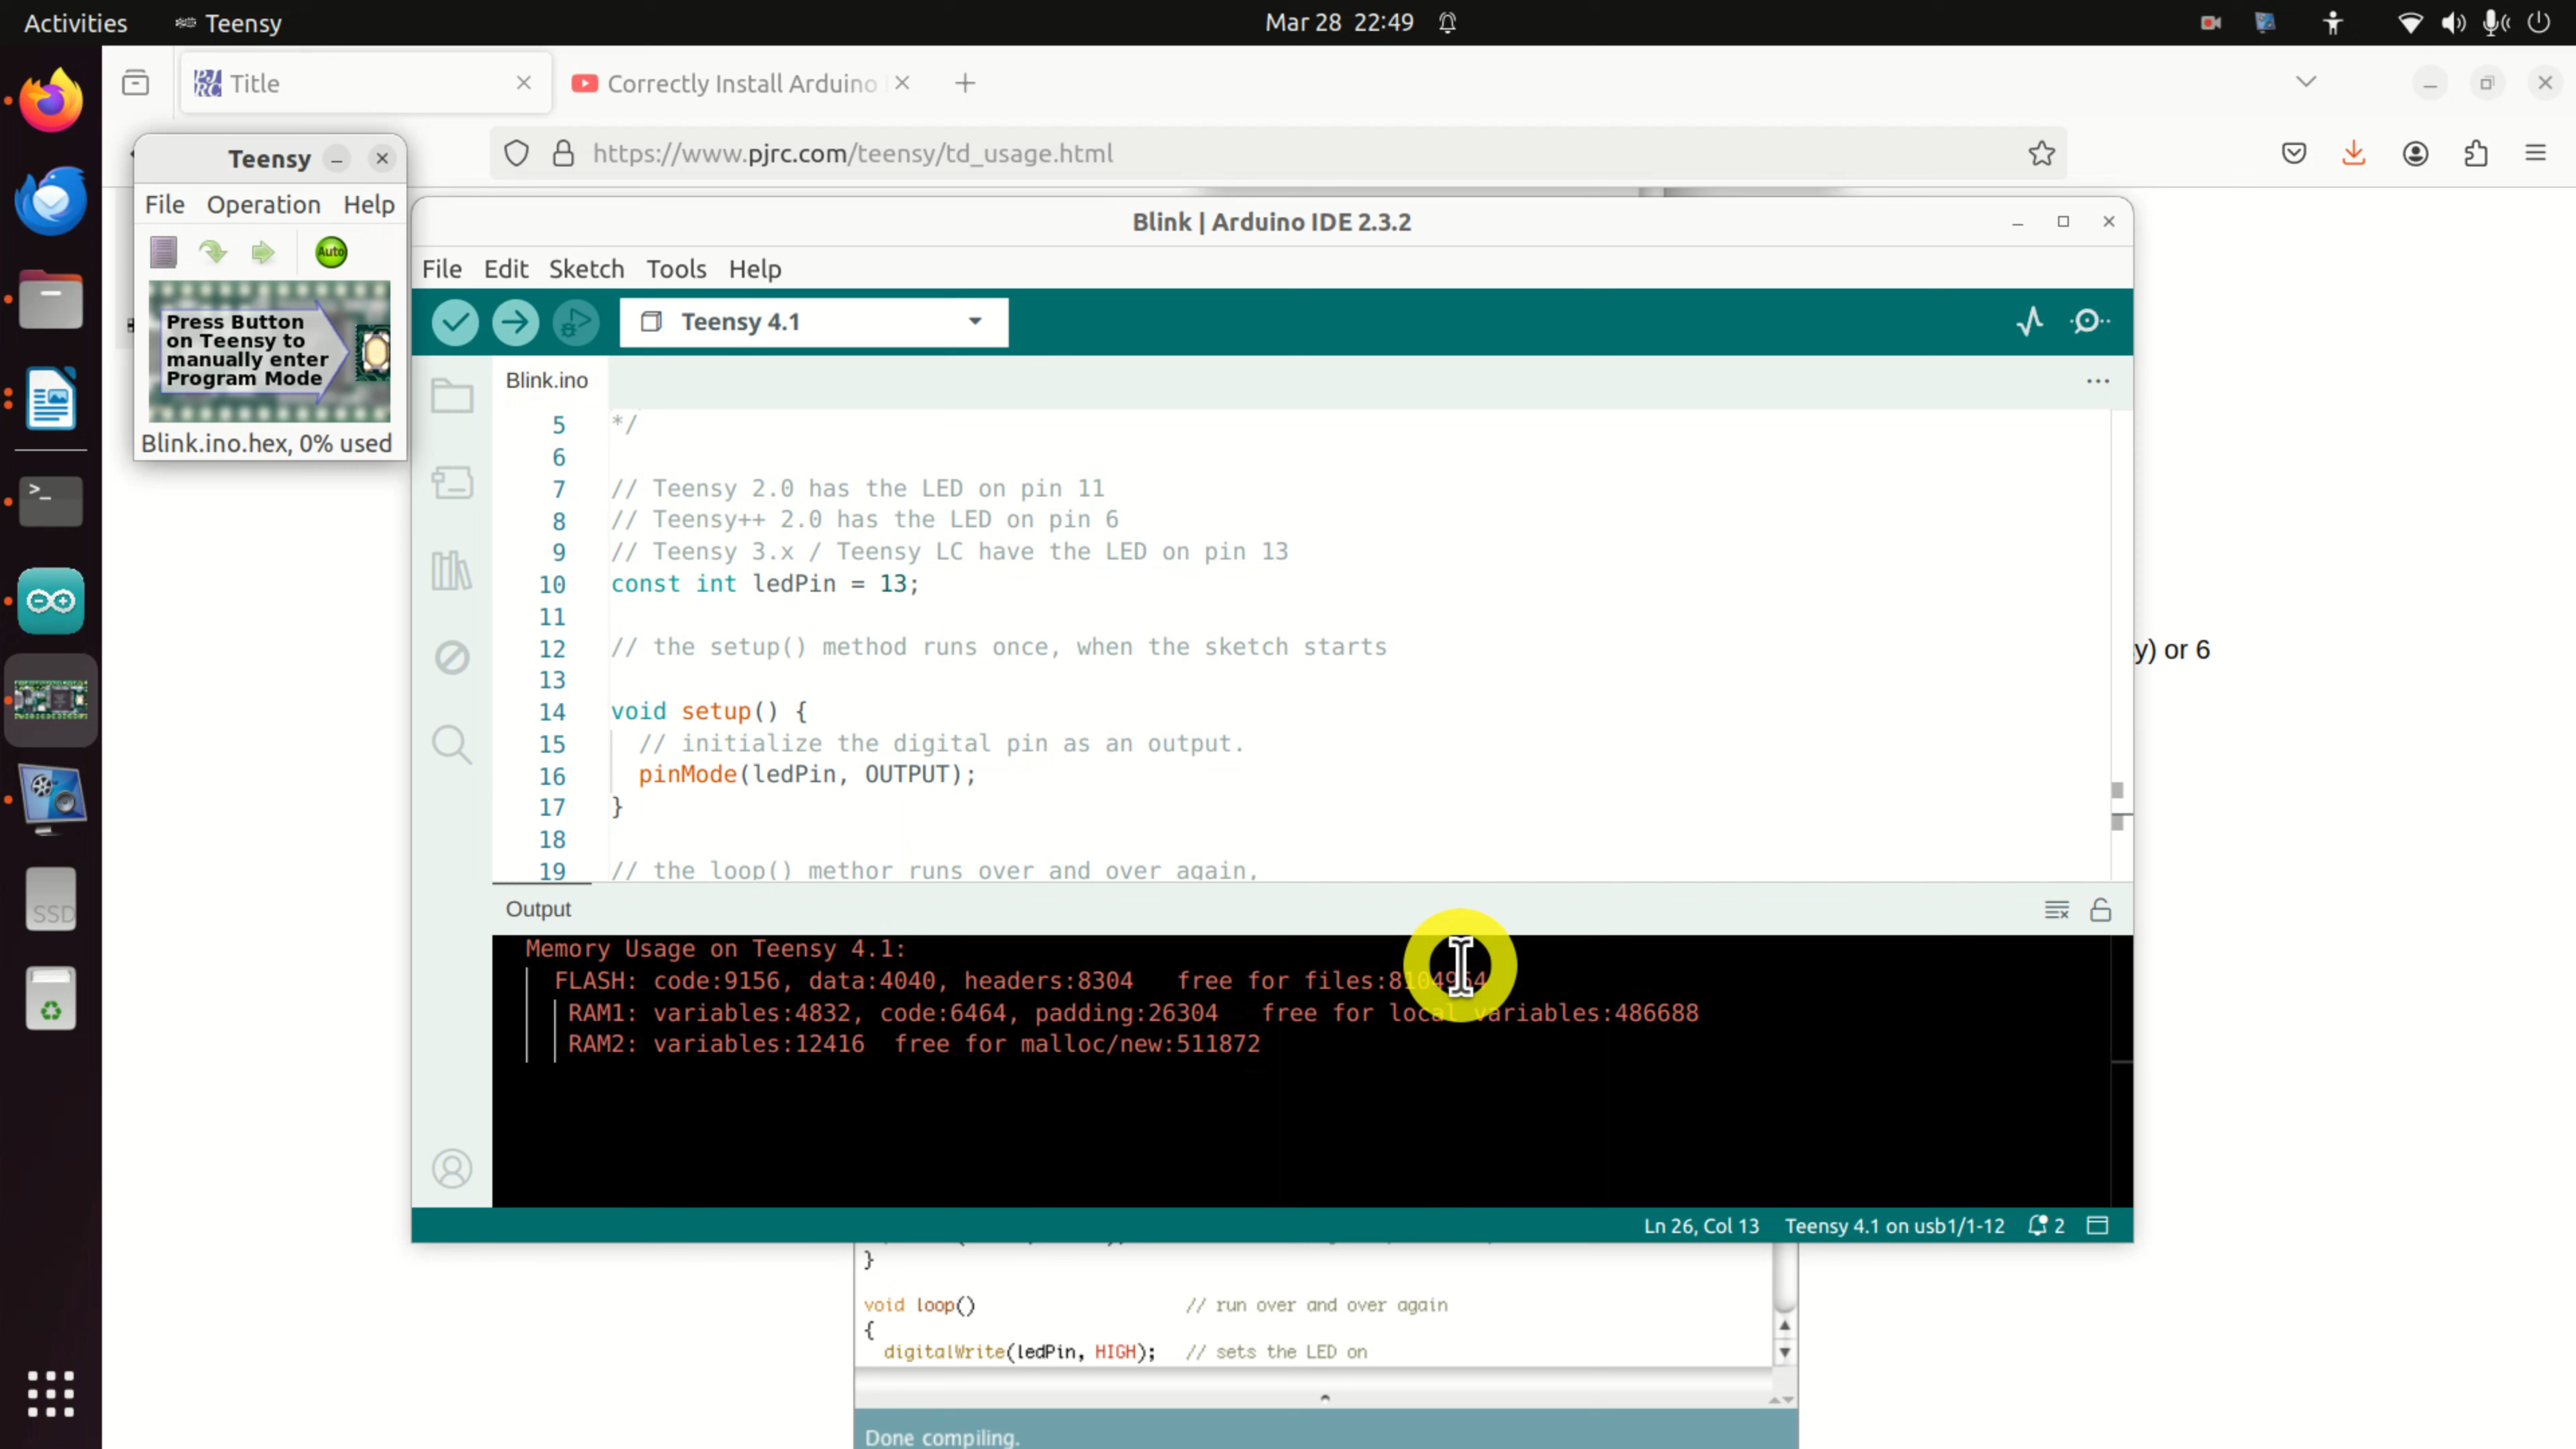 Activities
Teensy
Mar 28 22:49
Title
Correctly Install Arduino
https://www.pjrc.com/teensy/td_usage.html
Teensy
File Operation Help
Auto
Press Button
on Teensy to
manually enter
Program Mode
Blink.ino.hex, 0% used
Blink | Arduino IDE 2.3.2
File Edit Sketch Tools Help
Teensy 4.1
Blink.ino
5 */
6
7 // Teensy 2.0 has the LED on pin 11
8 // Teensy++ 2.0 has the LED on pin 6
9 // Teensy 3.x / Teensy LC have the LED on pin 13
10 const int ledPin = 13;
11
12 // the setup() method runs once, when the sketch starts
13
14 void setup() {
15 // initialize the digital pin as an output.
16 pinMode(ledPin, OUTPUT);
17 }
18
19 // the loop() methor runs over and over again,
y) or 6
Output
Memory Usage on Teensy 4.1:
FLASH: code:9156, data:4040, headers:8304 free for files:8104964
RAM1: variables:4832, code:6464, padding:26304 free for local variables:486688
RAM2: variables:12416 free for malloc/new:511872
Ln 26, Col 13 Teensy 4.1 on usb1/1-12 2
}
void loop() // run over and over again
{
digitalWrite(ledPin, HIGH); // sets the LED on
Done compiling.
SSD